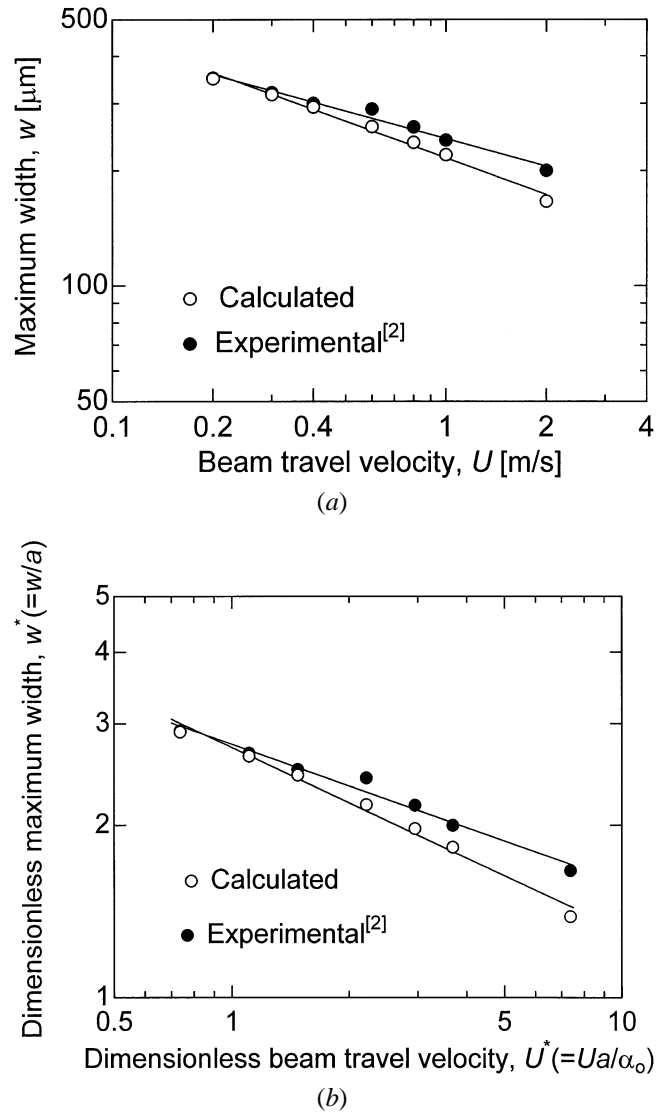 500
100
50
Maximum width, w [μm]
Calculated
Experimental[2]
0.1 0.2 0.4 1 2 4
Beam travel velocity, U [m/s]
(a)
5
4
3
2
1
Dimensionless maximum width, w*(=w/a)
Calculated
Experimental[2]
0.5 1 5 10
Dimensionless beam travel velocity, U*(=Ua/αo)
(b)